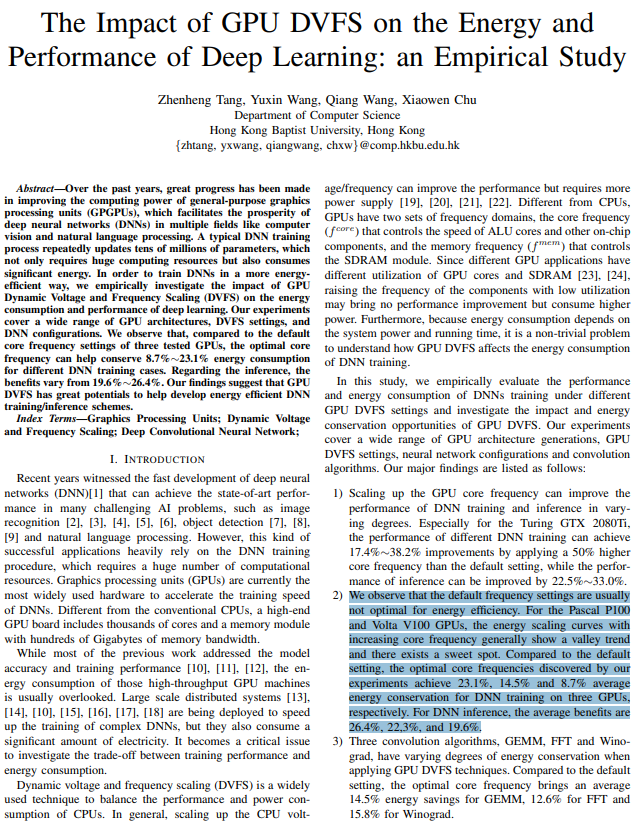 The Impact of GPU DVFS on the Energy and
Performance of Deep Learning: an Empirical Study
Zhenheng Tang, Yuxin Wang, Qiang Wang, Xiaowen Chu
Department of Computer Science
Hong Kong Baptist University, Hong Kong
{zhtang, yxwang, qiangwang, chxw}@comp.hkbu.edu.hk
Abstract—Over the past years, great progress has been made
in improving the computing power of general-purpose graphics
processing units (GPGPUs), which facilitates the prosperity of
deep neural networks (DNNs) in multiple fields like computer
vision and natural language processing. A typical DNN training
process repeatedly updates tens of millions of parameters, which
not only requires huge computing resources but also consumes
significant energy. In order to train DNNs in a more energy-
efficient way, we empirically investigate the impact of GPU
Dynamic Voltage and Frequency Scaling (DVFS) on the energy
consumption and performance of deep learning. Our experiments
cover a wide range of GPU architectures, DVFS settings, and
DNN configurations. We observe that, compared to the default
core frequency settings of three tested GPUs, the optimal core
frequency can help conserve 8.7%∼23.1% energy consumption
for different DNN training cases. Regarding the inference, the
benefits vary from 19.6%∼26.4%. Our findings suggest that GPU
DVFS has great potentials to help develop energy efficient DNN
training/inference schemes.
Index Terms—Graphics Processing Units; Dynamic Voltage
and Frequency Scaling; Deep Convolutional Neural Network;
I. INTRODUCTION
Recent years witnessed the fast development of deep neural
networks (DNN)[1] that can achieve the state-of-art perfor-
mance in many challenging AI problems, such as image
recognition [2], [3], [4], [5], [6], object detection [7], [8],
[9] and natural language processing. However, this kind of
successful applications heavily rely on the DNN training
procedure, which requires a huge number of computational
resources. Graphics processing units (GPUs) are currently the
most widely used hardware to accelerate the training speed
of DNNs. Different from the conventional CPUs, a high-end
GPU board includes thousands of cores and a memory module
with hundreds of Gigabytes of memory bandwidth.
While most of the previous work addressed the model
accuracy and training performance [10], [11], [12], the en-
ergy consumption of those high-throughput GPU machines
is usually overlooked. Large scale distributed systems [13],
[14], [10], [15], [16], [17], [18] are being deployed to speed
up the training of complex DNNs, but they also consume a
significant amount of electricity. It becomes a critical issue
to investigate the trade-off between training performance and
energy consumption.
Dynamic voltage and frequency scaling (DVFS) is a widely
used technique to balance the performance and power con-
sumption of CPUs. In general, scaling up the CPU volt-
age/frequency can improve the performance but requires more
power supply [19], [20], [21], [22]. Different from CPUs,
GPUs have two sets of frequency domains, the core frequency
(f^core) that controls the speed of ALU cores and other on-chip
components, and the memory frequency (f^mem) that controls
the SDRAM module. Since different GPU applications have
different utilization of GPU cores and SDRAM [23], [24],
raising the frequency of the components with low utilization
may bring no performance improvement but consume higher
power. Furthermore, because energy consumption depends on
the system power and running time, it is a non-trivial problem
to understand how GPU DVFS affects the energy consumption
of DNN training.
In this study, we empirically evaluate the performance
and energy consumption of DNNs training under different
GPU DVFS settings and investigate the impact and energy
conservation opportunities of GPU DVFS. Our experiments
cover a wide range of GPU architecture generations, GPU
DVFS settings, neural network configurations and convolution
algorithms. Our major findings are listed as follows:
1) Scaling up the GPU core frequency can improve the
performance of DNN training and inference in vary-
ing degrees. Especially for the Turing GTX 2080Ti,
the performance of different DNN training can achieve
17.4%∼38.2% improvements by applying a 50% higher
core frequency than the default setting, while the perfor-
mance of inference can be improved by 22.5%∼33.0%.
2) We observe that the default frequency settings are usually
not optimal for energy efficiency. For the Pascal P100
and Volta V100 GPUs, the energy scaling curves with
increasing core frequency generally show a valley trend
and there exists a sweet spot. Compared to the default
setting, the optimal core frequencies discovered by our
experiments achieve 23.1%, 14.5% and 8.7% average
energy conservation for DNN training on three GPUs,
respectively. For DNN inference, the average benefits are
26.4%, 22,3%, and 19.6%.
3) Three convolution algorithms, GEMM, FFT and Wino-
grad, have varying degrees of energy conservation when
applying GPU DVFS techniques. Compared to the default
setting, the optimal core frequency brings an average
14.5% energy savings for GEMM, 12.6% for FFT and
15.8% for Winograd.